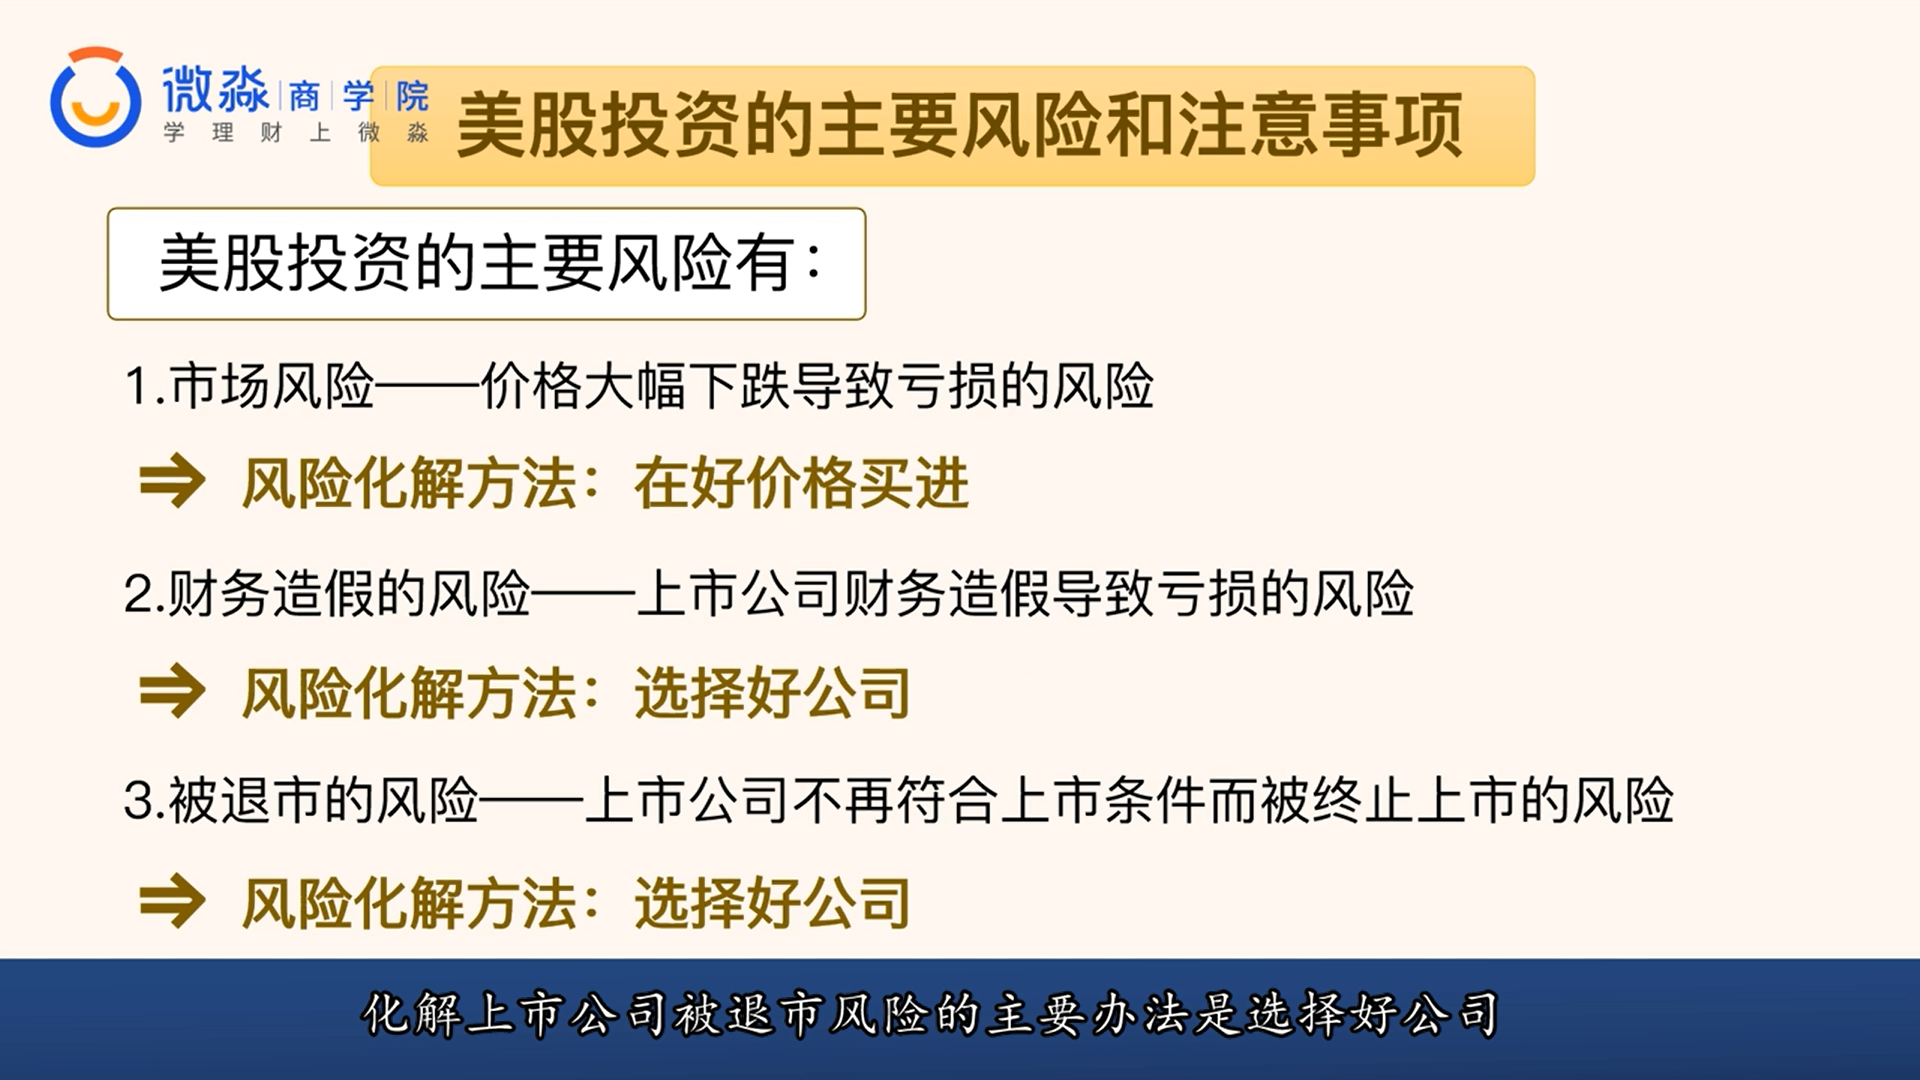 微淼商学院
学理财上微淼
美股投资的主要风险和注意事项
美股投资的主要风险有：
1.市场风险——价格大幅下跌导致亏损的风险
⇒ 风险化解方法：在好价格买进
2.财务造假的风险——上市公司财务造假导致亏损的风险
⇒ 风险化解方法：选择好公司
3.被退市的风险——上市公司不再符合上市条件而被终止上市的风险
⇒ 风险化解方法：选择好公司
化解上市公司被退市风险的主要办法是选择好公司